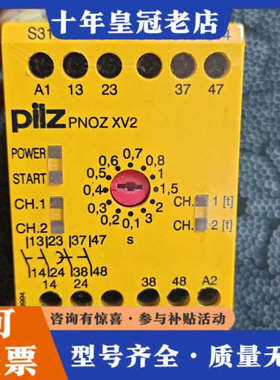 十年皇冠老店
S31
4
A1 13 23 37 47
pilz PNOZ XV2
POWER
START
CH.1
CH.2
0,6 0,7 0,8
0,5 1
0,4 1,5
0,3 2
0,2 3
0,1
s
CH. 1 [t]
CH. 2 [t]
13 23 37 47
14 24 38 48
14 24 38 48 A2
咨询有惊喜·参与补贴活动
票 型号齐全·质量无忧